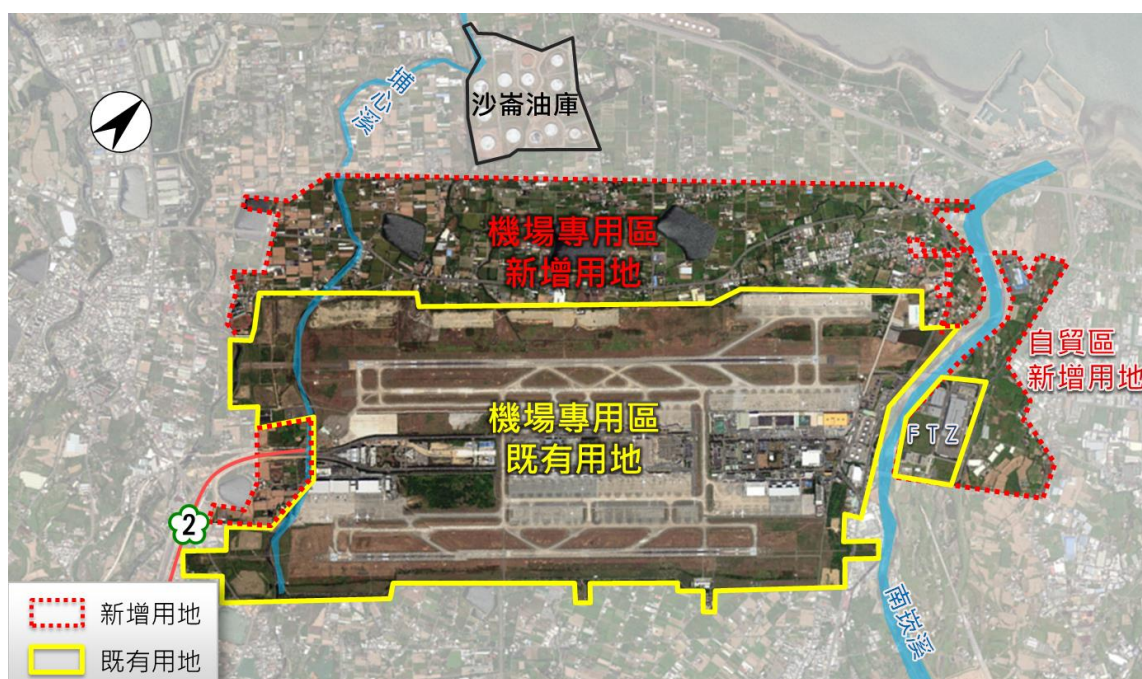 埔心溪
沙崙油庫
機場專用區
新增用地
自貿區
新增用地
機場專用區
既有用地
FTZ
2
南崁溪
新增用地
既有用地